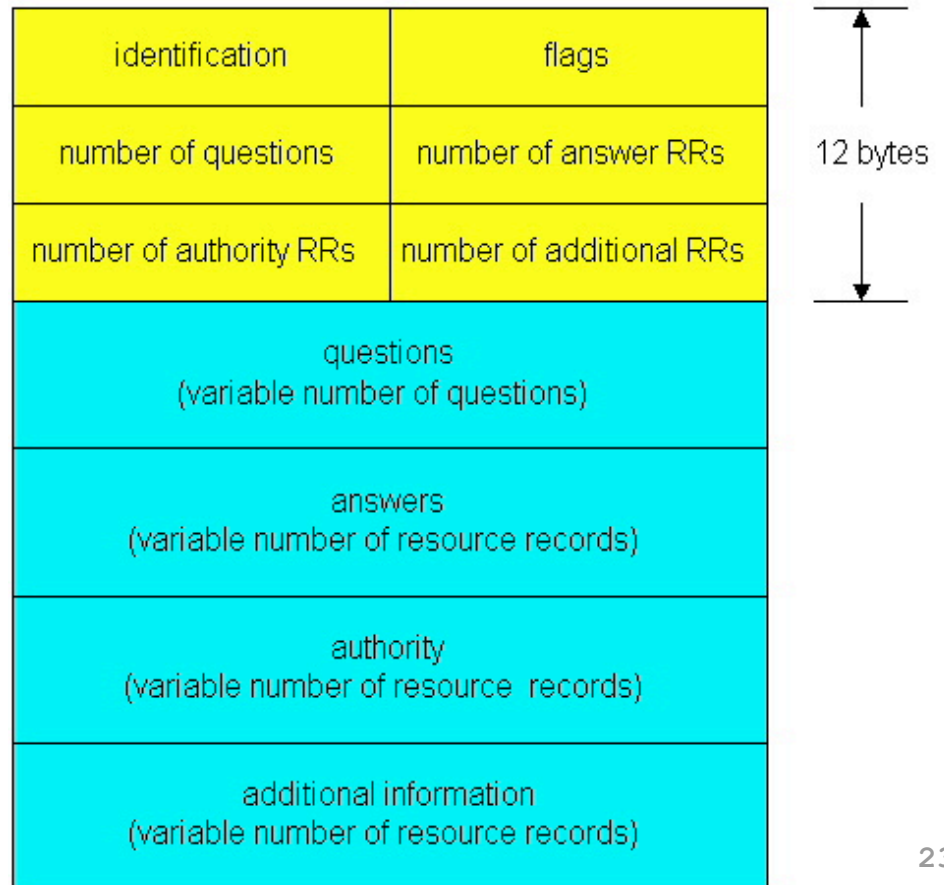 identification
flags
number of questions
number of answer RRs
12 bytes
number of authority RRs
number of additional RRs
questions
(variable number of questions)
answers
(variable number of resource records)
authority
(variable number of resource records)
additional information
(variable number of resource records)
23